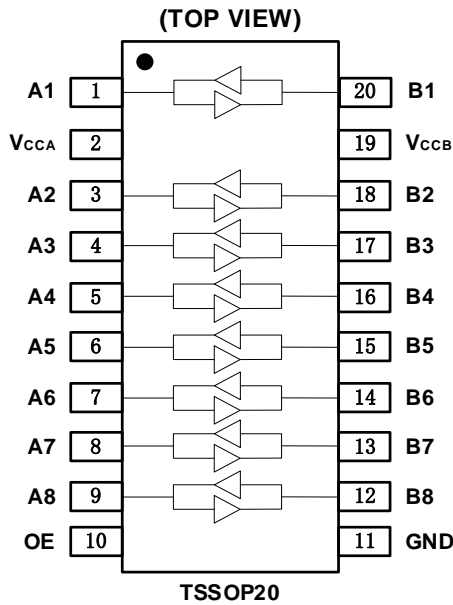 (TOP VIEW)
A1 1 20 B1
VCCA 2 19 VCCB
A2 3 18 B2
A3 4 17 B3
A4 5 16 B4
A5 6 15 B5
A6 7 14 B6
A7 8 13 B7
A8 9 12 B8
OE 10 11 GND
TSSOP20